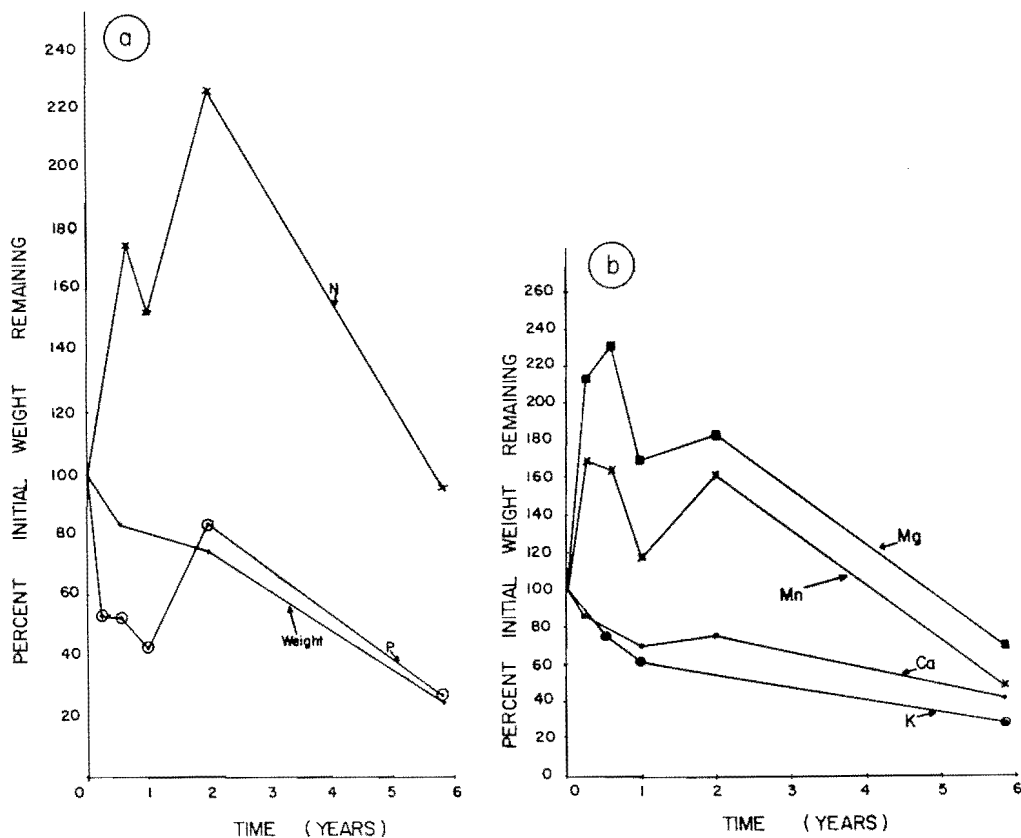 a
240
220
200
180
160
140
120
100
80
60
40
20
PERCENT INITIAL WEIGHT REMAINING
N
P
Weight
0 1 2 3 4 5 6
TIME (YEARS)
b
260
240
220
200
180
160
140
120
100
80
60
40
20
0
PERCENT INITIAL WEIGHT REMAINING
Mg
Mn
Ca
K
0 1 2 3 4 5 6
TIME (YEARS)